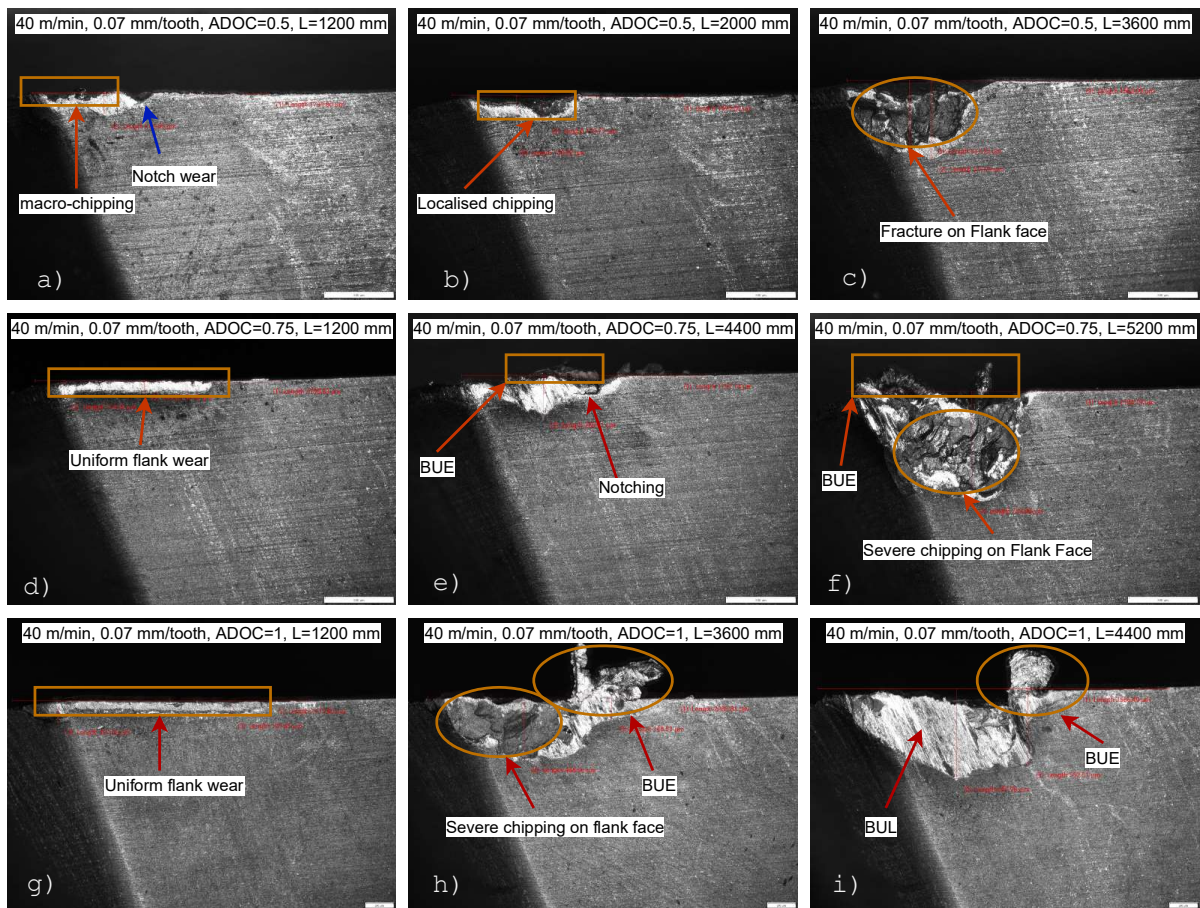 40 m/min, 0.07 mm/tooth, ADOC=0.5, L=1200 mm
Notch wear
macro-chipping
a)
40 m/min, 0.07 mm/tooth, ADOC=0.5, L=2000 mm
Localised chipping
b)
40 m/min, 0.07 mm/tooth, ADOC=0.5, L=3600 mm
Fracture on Flank face
c)
40 m/min, 0.07 mm/tooth, ADOC=0.75, L=1200 mm
Uniform flank wear
d)
40 m/min, 0.07 mm/tooth, ADOC=0.75, L=4400 mm
BUE
Notching
e)
40 m/min, 0.07 mm/tooth, ADOC=0.75, L=5200 mm
BUE
Severe chipping on Flank Face
f)
40 m/min, 0.07 mm/tooth, ADOC=1, L=1200 mm
Uniform flank wear
g)
40 m/min, 0.07 mm/tooth, ADOC=1, L=3600 mm
BUE
Severe chipping on flank face
h)
40 m/min, 0.07 mm/tooth, ADOC=1, L=4400 mm
BUE
BUL
i)